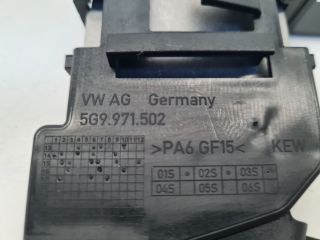 VW AG Germany
5G9.971.502
>PA6 GF15< KEW
01S 02S 03S
04S 05S 06S